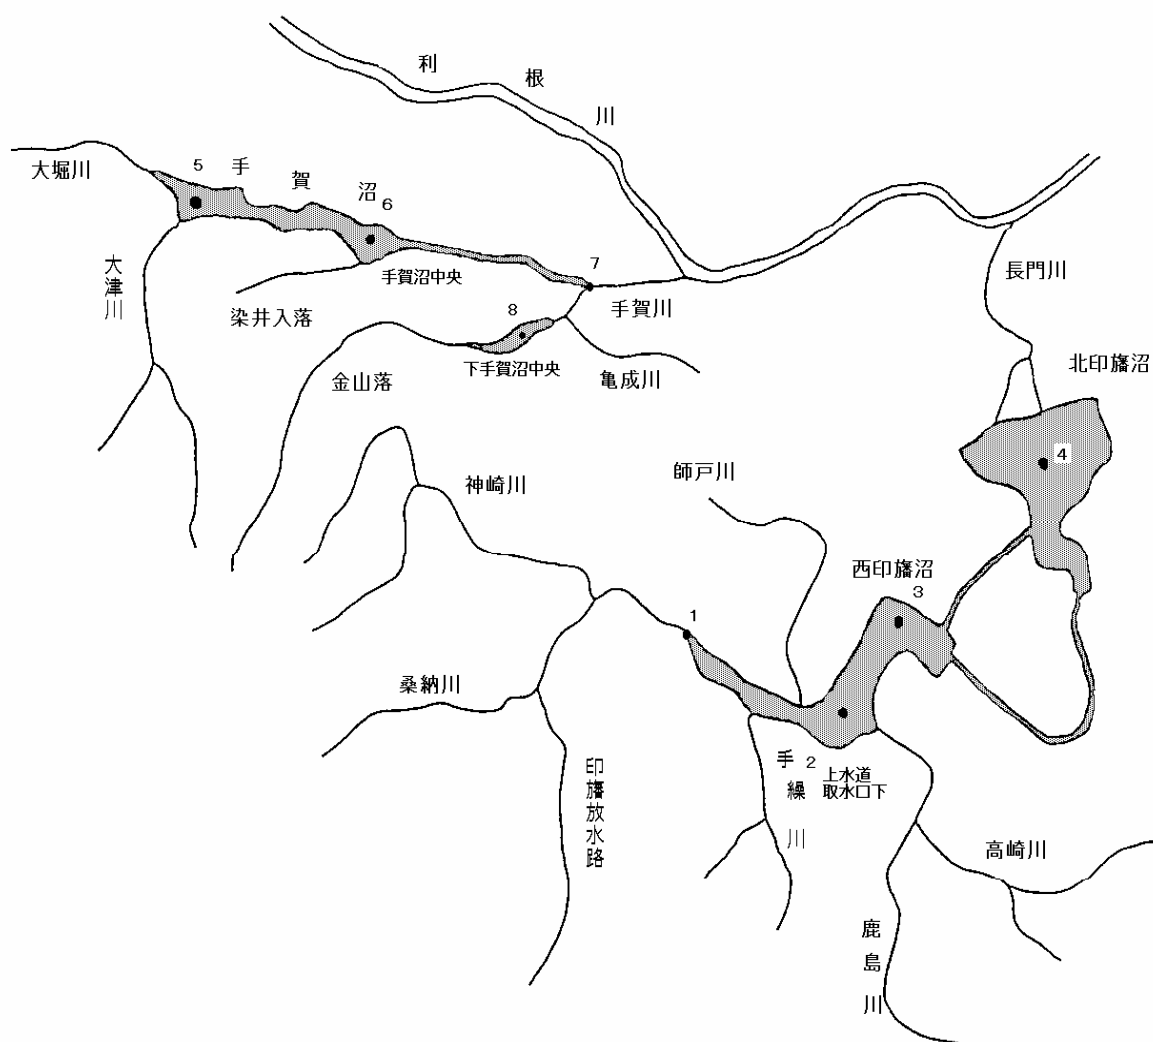 利根川
大堀川
5
手賀沼
6
大津川
染井入落
手賀沼中央
7
手賀川
長門川
8
金山落
下手賀沼中央
亀成川
北印旛沼
4
神崎川
師戸川
西印旛沼
3
1
桑納川
印旛放水路
手繰川
2
上水道
取水口下
高崎川
鹿島川